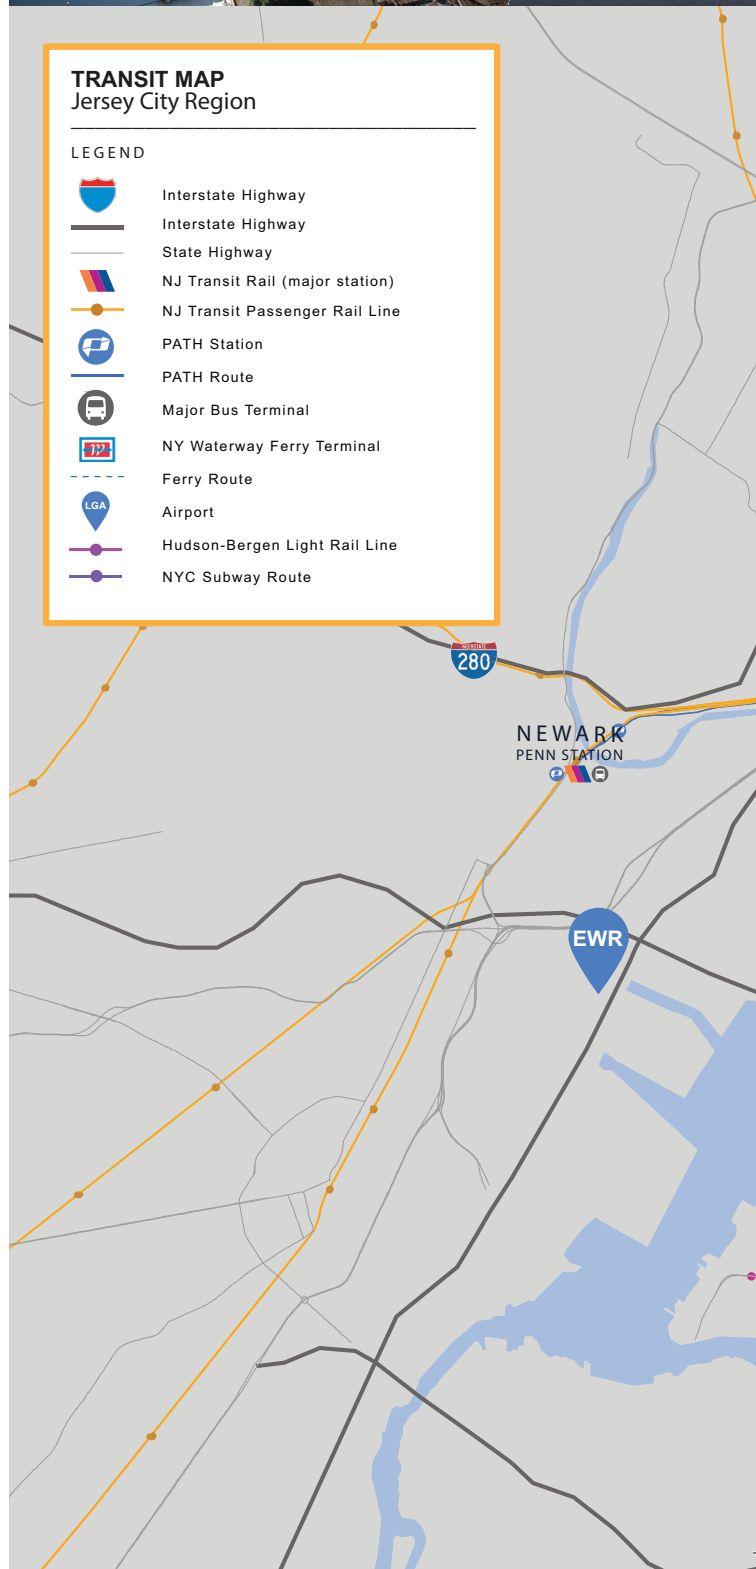 TRANSIT MAP
Jersey City Region
LEGEND
Interstate Highway
Interstate Highway
State Highway
NJ Transit Rail (major station)
NJ Transit Passenger Rail Line
PATH Station
PATH Route
Major Bus Terminal
NY Waterway Ferry Terminal
Ferry Route
LGA
Airport
Hudson-Bergen Light Rail Line
NYC Subway Route
INTERSTATE
280
NEWARK
PENN STATION
EWR